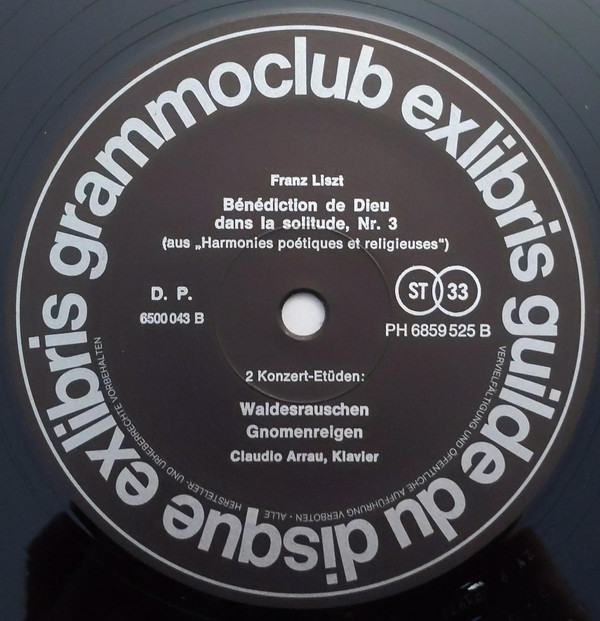 exlibris grammoclub exlibris guilde du disque
Franz Liszt
Bénédiction de Dieu
dans la solitude, Nr. 3
(aus „Harmonies poétiques et religieuses“)
D. P.
6500 043 B
ST 33
PH 6859 525 B
2 Konzert-Etüden:
Waldesrauschen
Gnomenreigen
Claudio Arrau, Klavier
VERVIELFÄLTIGUNG UND ÖFFENTLICHE AUFFÜHRUNG VERBOTEN • ALLE HERSTELLER- UND URHEBERRECHTE VORBEHALTEN